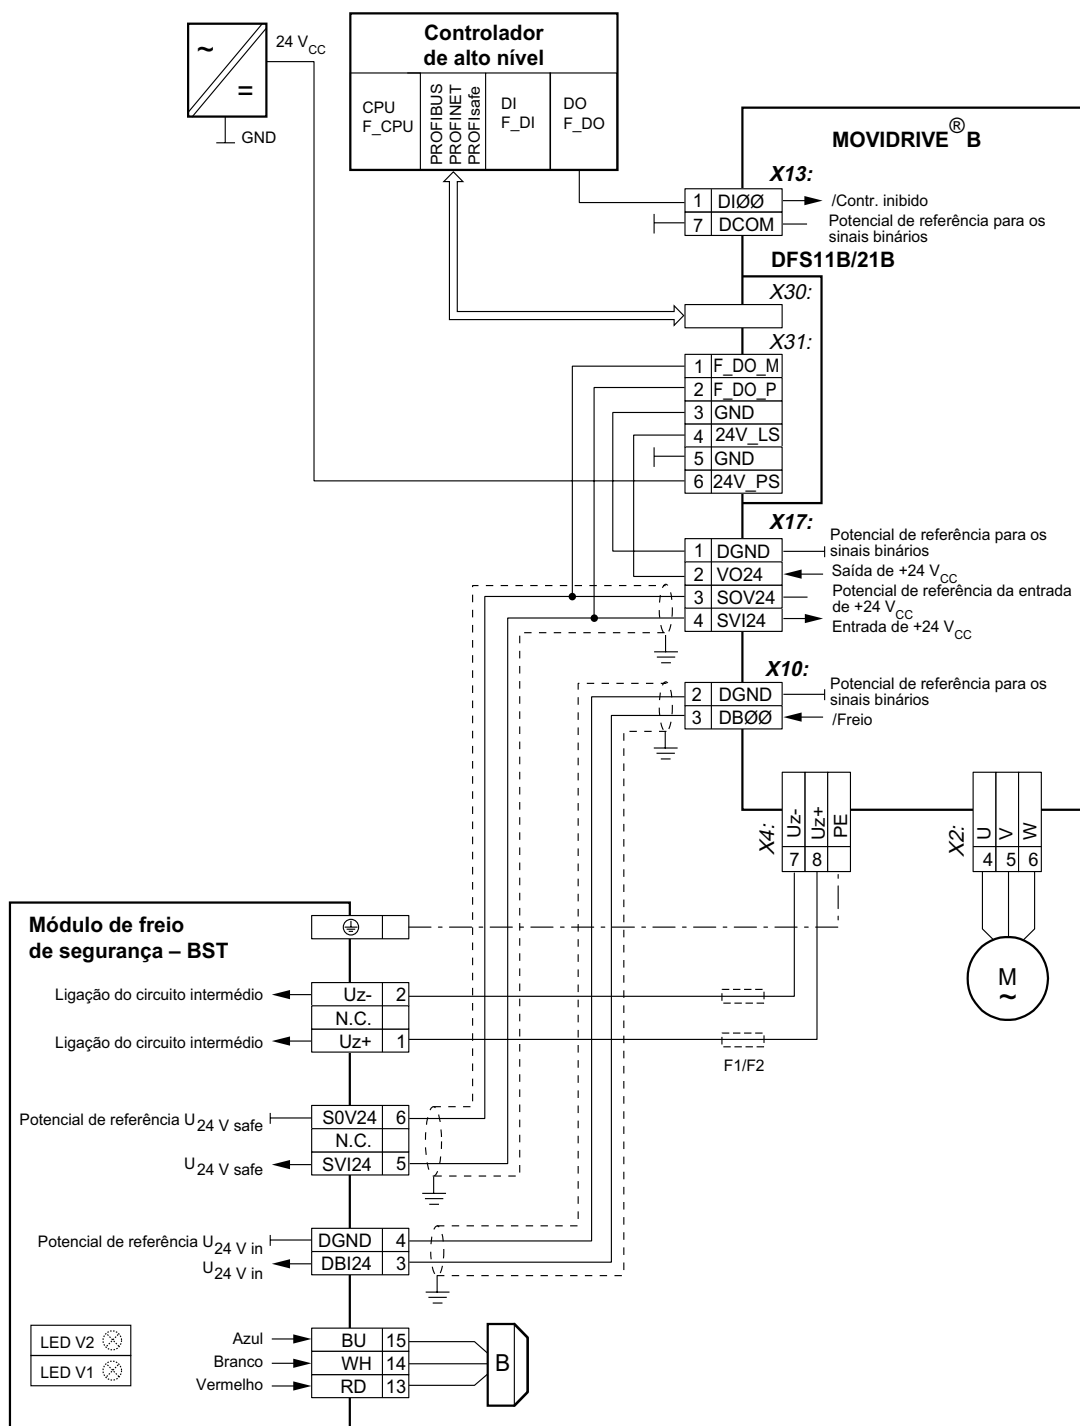 24 VCC
~
=
GND
Controlador
de alto nível
CPU
F_CPU
PROFIBUS
PROFINET
PROFIsafe
DI
F_DI
DO
F_DO
MOVIDRIVE® B
X13:
1 DIØØ /Contr. inibido
7 DCOM Potencial de referência para os
sinais binários
DFS11B/21B
X30:
X31:
1 F_DO_M
2 F_DO_P
3 GND
4 24V_LS
5 GND
6 24V_PS
X17:
1 DGND Potencial de referência para os
sinais binários
2 VO24 Saída de +24 VCC
3 SOV24 Potencial de referência da entrada
de +24 VCC
4 SVI24 Entrada de +24 VCC
X10:
2 DGND Potencial de referência para os
sinais binários
3 DBØØ /Freio
X4: Uz- Uz+ PE
7 8
X2: U V W
4 5 6
M
~
Módulo de freio
de segurança – BST
Ligação do circuito intermédio Uz- 2
N.C.
Ligação do circuito intermédio Uz+ 1
F1/F2
Potencial de referência U24 V safe S0V24 6
N.C.
U24 V safe SVI24 5
Potencial de referência U24 V in DGND 4
U24 V in DBI24 3
LED V2
LED V1
Azul BU 15
Branco WH 14
Vermelho RD 13
B